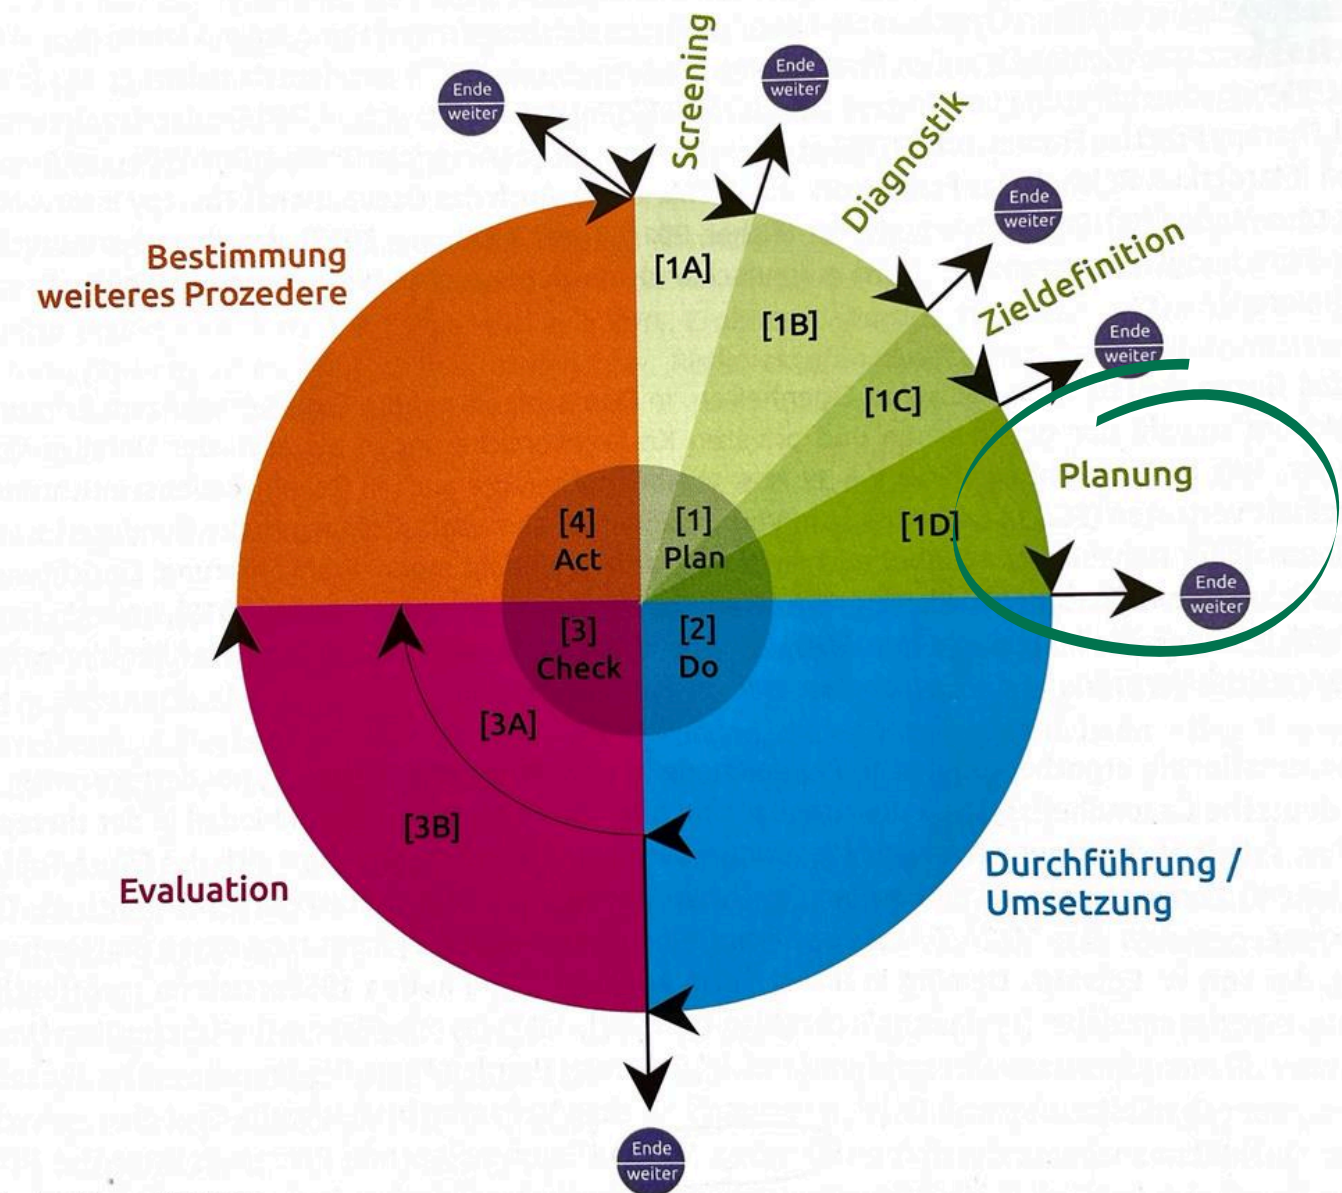 Screening
Ende
weiter
Ende
weiter
Diagnostik
Ende
weiter
Zieldefinition
Ende
weiter
Bestimmung
weiteres Prozedere
[1A]
[1B]
[1C]
Planung
[1D]
Ende
weiter
[4]
Act
[1]
Plan
[3]
Check
[2]
Do
[3A]
[3B]
Evaluation
Durchführung /
Umsetzung
Ende
weiter